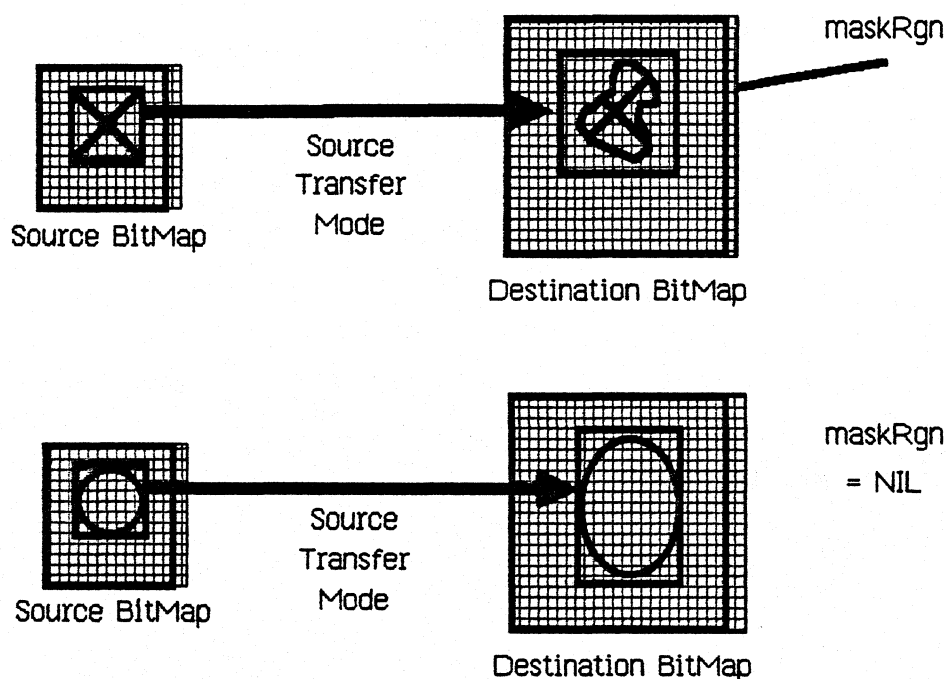 maskRgn
Source
Transfer
Mode
Source BitMap
Destination BitMap
maskRgn
= NIL
Source
Transfer
Mode
Source BitMap
Destination BitMap